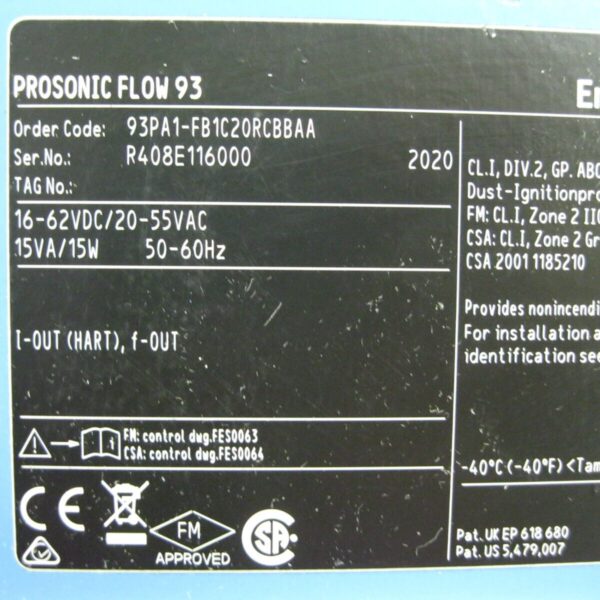 PROSONIC FLOW 93
Order Code: 93PA1-FB1C20RCBBAA
Ser.No.: R408E116000 2020
TAG No.:
16-62VDC/20-55VAC
15VA/15W 50-60Hz
I-OUT (HART), f-OUT
FM: control dwg.FES0063
CSA: control dwg.FES0064
CE
FM
APPROVED
SA
En
CL.I, DIV.2, GP. ABC
Dust-Ignitionpro
FM: CL.I, Zone 2 IIC
CSA: CL.I, Zone 2 Gr
CSA 2001 1185210
Provides nonincendi
For installation a
identification see
-40°C (-40°F) <Tam
Pat. UK EP 618 680
Pat. US 5,479,007